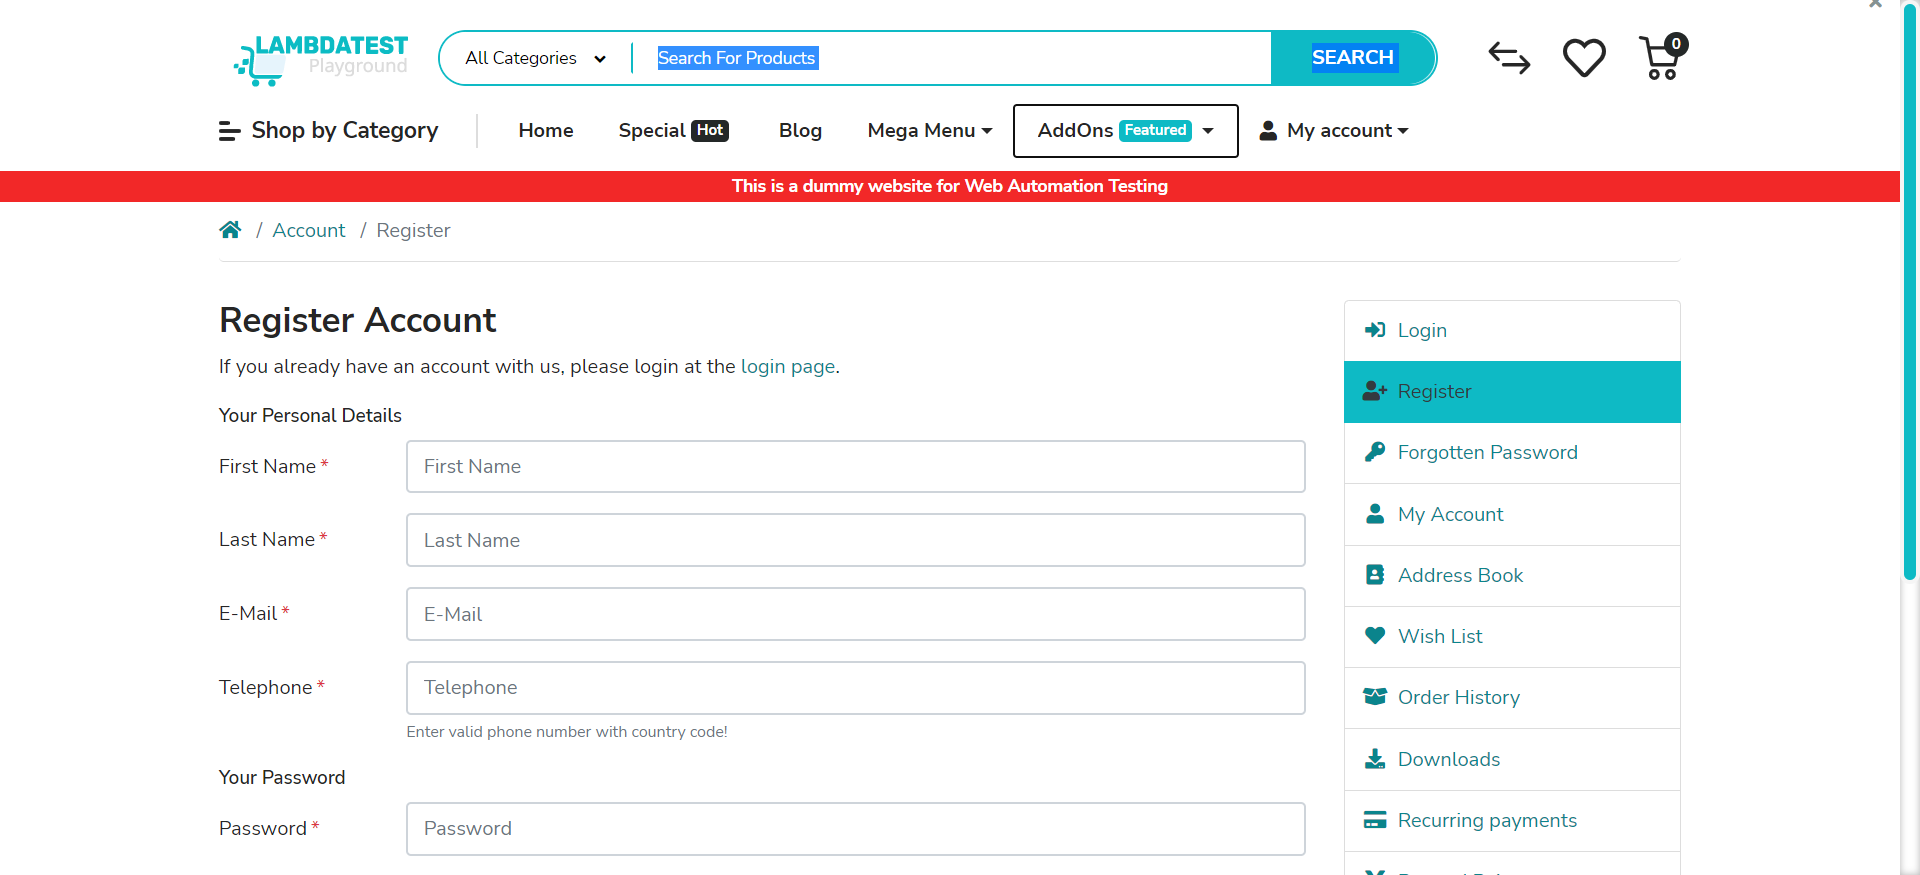 LAMBDATEST
Playground
All Categories
Search For Products
SEARCH
0
Shop by Category
Home
Special Hot
Blog
Mega Menu
AddOns Featured
My account
This is a dummy website for Web Automation Testing
/ Account / Register
Register Account
If you already have an account with us, please login at the login page.
Your Personal Details
First Name *
First Name
Last Name *
Last Name
E-Mail *
E-Mail
Telephone *
Telephone
Enter valid phone number with country code!
Your Password
Password *
Password
Login
Register
Forgotten Password
My Account
Address Book
Wish List
Order History
Downloads
Recurring payments